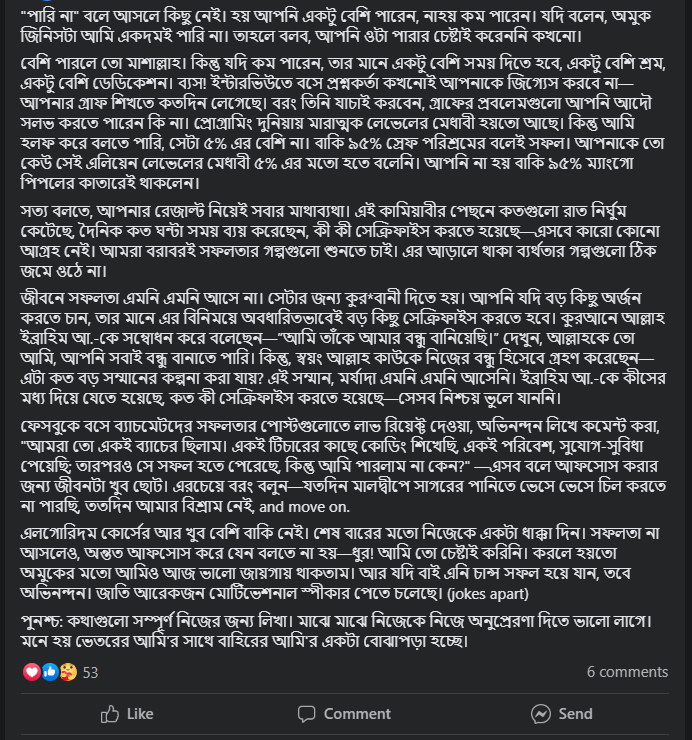 "পারি না" বলে আসলে কিছু নেই। হয় আপনি একটু বেশি পারেন, নাহয় কম পারেন। যদি বলেন, অমুক
জিনিসটা আমি একদমই পারি না। তাহলে বলব, আপনি ওটা পারার চেষ্টাই করেননি কখনো।
বেশি পারলে তো মাশাল্লাহ। কিন্তু যদি কম পারেন, তার মানে একটু বেশি সময় দিতে হবে, একটু বেশি শ্রম,
একটু বেশি ডেডিকেশন। ব্যস! ইন্টারভিউতে বসে প্রশ্নকর্তা কখনোই আপনাকে জিগ্যেস করবে না—
আপনার গ্রাফ শিখতে কতদিন লেগেছে। বরং তিনি যাচাই করবেন, গ্রাফের প্রবলেমগুলো আপনি আদৌ
সলভ করতে পারেন কি না। প্রোগ্রামিং দুনিয়ায় মারাত্মক লেভেলের মেধাবী হয়তো আছে। কিন্তু আমি
হলফ করে বলতে পারি, সেটা ৫% এর বেশি না। বাকি ৯৫% স্রেফ পরিশ্রমের বলেই সফল। আপনাকে তো
কেউ সেই এলিয়েন লেভেলের মেধাবী ৫% এর মতো হতে বলেনি। আপনি না হয় বাকি ৯৫% ম্যাংগো
পিপলের কাতারেই থাকলেন।
সত্য বলতে, আপনার রেজাল্ট নিয়েই সবার মাথাব্যথা। এই কামিয়াবীর পেছনে কতগুলো রাত নির্ঘুম
কেটেছে, দৈনিক কত ঘন্টা সময় ব্যয় করেছেন, কী কী সেক্রিফাইস করতে হয়েছে—এসবে কারো কোনো
আগ্রহ নেই। আমরা বরাবরই সফলতার গল্পগুলো শুনতে চাই। এর আড়ালে থাকা ব্যর্থতার গল্পগুলো ঠিক
জমে ওঠে না।
জীবনে সফলতা এমনি এমনি আসে না। সেটার জন্য কুর*বানী দিতে হয়। আপনি যদি বড় কিছু অর্জন
করতে চান, তার মানে এর বিনিময়ে অবধারিতভাবেই বড় কিছু সেক্রিফাইস করতে হবে। কুরআনে আল্লাহ
ইব্রাহিম আ.-কে সম্বোধন করে বলেছেন—"আমি তাঁকে আমার বন্ধু বানিয়েছি।" দেখুন, আল্লাহকে তো
আমি, আপনি সবাই বন্ধু বানাতে পারি। কিন্তু, স্বয়ং আল্লাহ কাউকে নিজের বন্ধু হিসেবে গ্রহণ করেছেন—
এটা কত বড় সম্মানের কল্পনা করা যায়? এই সম্মান, মর্যাদা এমনি এমনি আসেনি। ইব্রাহিম আ.-কে কীসের
মধ্য দিয়ে যেতে হয়েছে, কত কী সেক্রিফাইস করতে হয়েছে—সেসব নিশ্চয় ভুলে যাননি।
ফেসবুকে বসে ব্যাচমেটদের সফলতার পোস্টগুলোতে লাভ রিয়েক্ট দেওয়া, অভিনন্দন লিখে কমেন্ট করা,
"আমরা তো একই ব্যাচের ছিলাম। একই টিচারের কাছে কোডিং শিখেছি, একই পরিবেশ, সুযোগ-সুবিধা
পেয়েছি; তারপরও সে সফল হতে পেরেছে, কিন্তু আমি পারলাম না কেন?" —এসব বলে আফসোস করার
জন্য জীবনটা খুব ছোট। এরচেয়ে বরং বলুন—যতদিন মালদ্বীপে সাগরের পানিতে ভেসে ভেসে চিল করতে
না পারছি, ততদিন আমার বিশ্রাম নেই, and move on.
এলগোরিদম কোর্সের আর খুব বেশি বাকি নেই। শেষ বারের মতো নিজেকে একটা ধাক্কা দিন। সফলতা না
আসলেও, অন্তত আফসোস করে যেন বলতে না হয়—ধুর! আমি তো চেষ্টাই করিনি। করলে হয়তো
অমুকের মতো আমিও আজ ভালো জায়গায় থাকতাম। আর যদি বাই এনি চান্স সফল হয়ে যান, তবে
অভিনন্দন। জাতি আরেকজন মোটিভেশনাল স্পীকার পেতে চলেছে। (jokes apart)
পুনশ্চ: কথাগুলো সম্পূর্ণ নিজের জন্য লিখা। মাঝে মাঝে নিজেকে নিজে অনুপ্রেরণা দিতে ভালো লাগে।
মনে হয় ভেতরের আমি'র সাথে বাহিরের আমি'র একটা বোঝাপড়া হচ্ছে।
53
6 comments
Like
Comment
Send